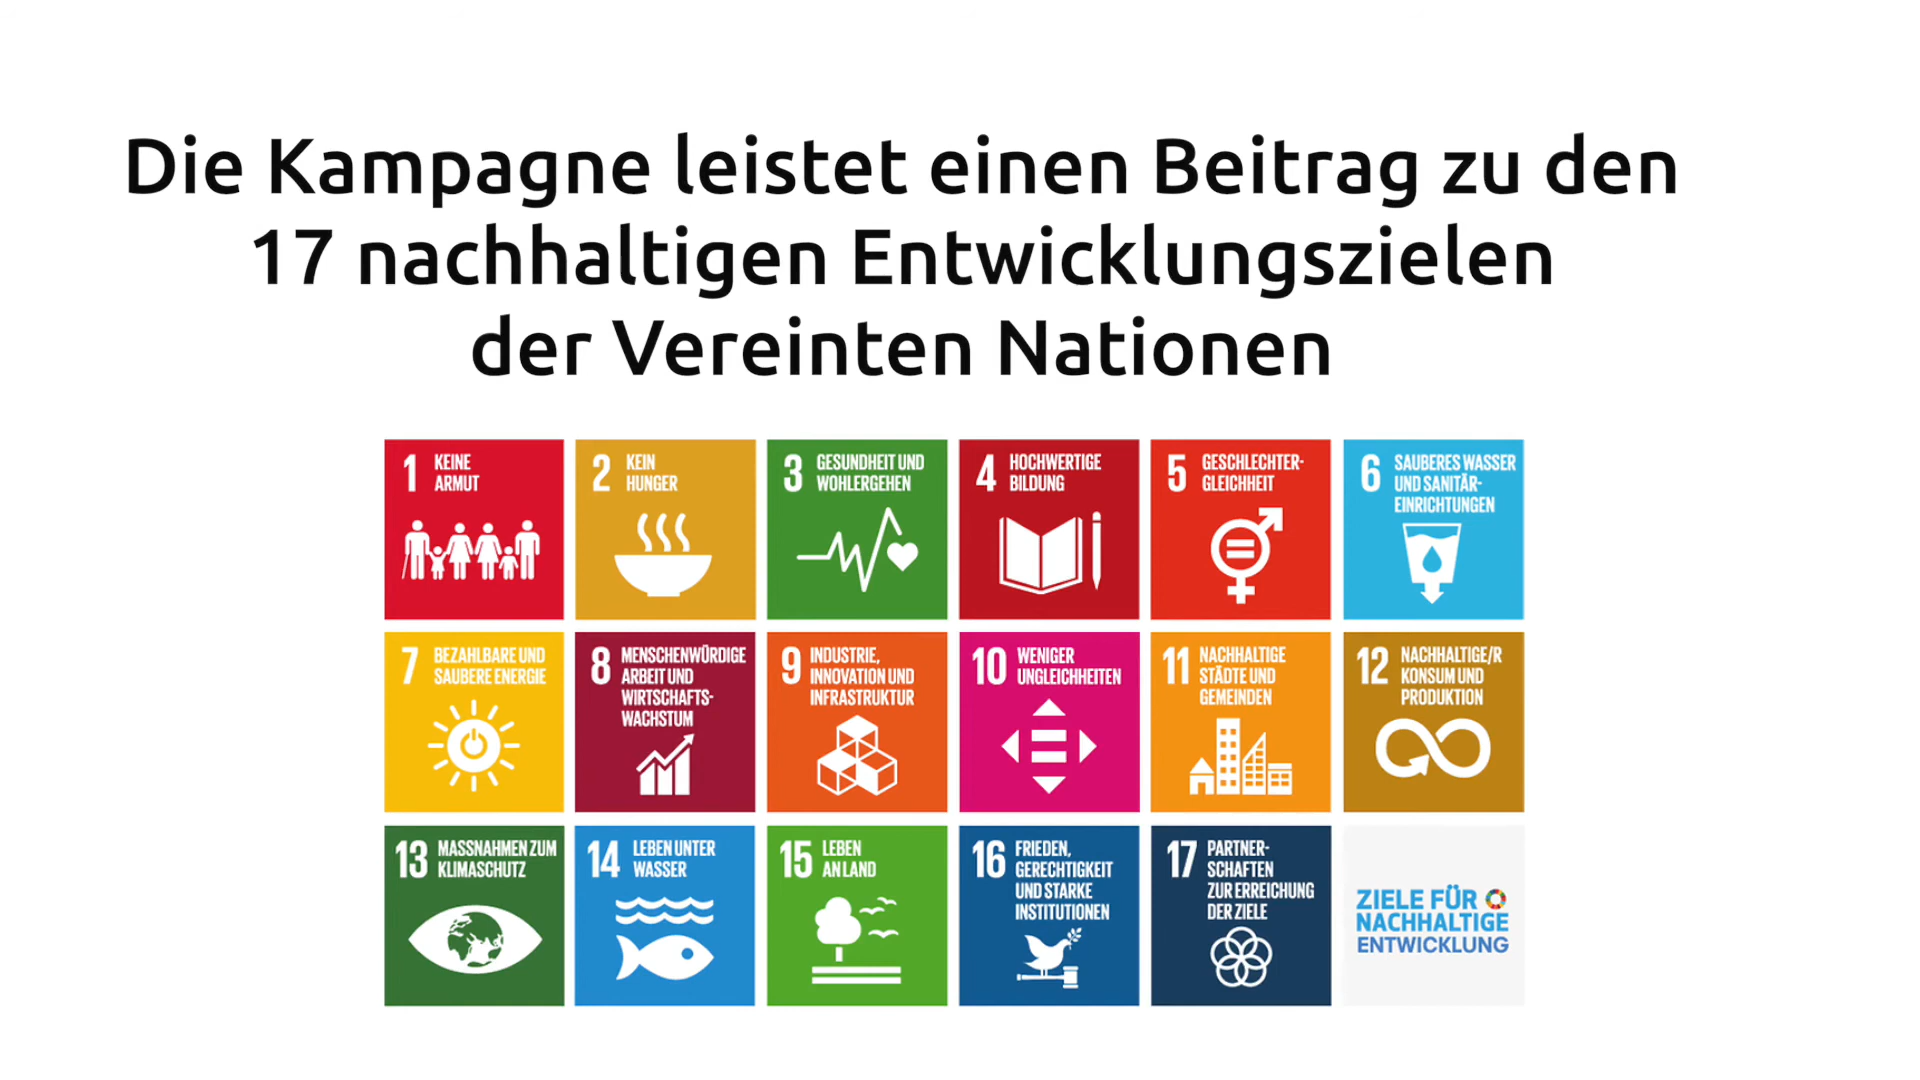 Die Kampagne leistet einen Beitrag zu den
17 nachhaltigen Entwicklungszielen
der Vereinten Nationen
1 KEINE
ARMUT
2 KEIN
HUNGER
3 GESUNDHEIT UND
WOHLERGEHEN
4 HOCHWERTIGE
BILDUNG
5 GESCHLECHTER-
GLEICHHEIT
6 SAUBERES WASSER
UND SANITÄR-
EINRICHTUNGEN
7 BEZAHLBARE UND
SAUBERE ENERGIE
8 MENSCHENWÜRDIGE
ARBEIT UND
WIRTSCHAFTS-
WACHSTUM
9 INDUSTRIE,
INNOVATION UND
INFRASTRUKTUR
10 WENIGER
UNGLEICHHEITEN
11 NACHHALTIGE
STÄDTE UND
GEMEINDEN
12 NACHHALTIGE/R
KONSUM UND
PRODUKTION
13 MASSNAHMEN ZUM
KLIMASCHUTZ
14 LEBEN UNTER
WASSER
15 LEBEN
AN LAND
16 FRIEDEN,
GERECHTIGKEIT
UND STARKE
INSTITUTIONEN
17 PARTNER-
SCHAFTEN
ZUR ERREICHUNG
DER ZIELE
ZIELE FÜR
NACHHALTIGE
ENTWICKLUNG